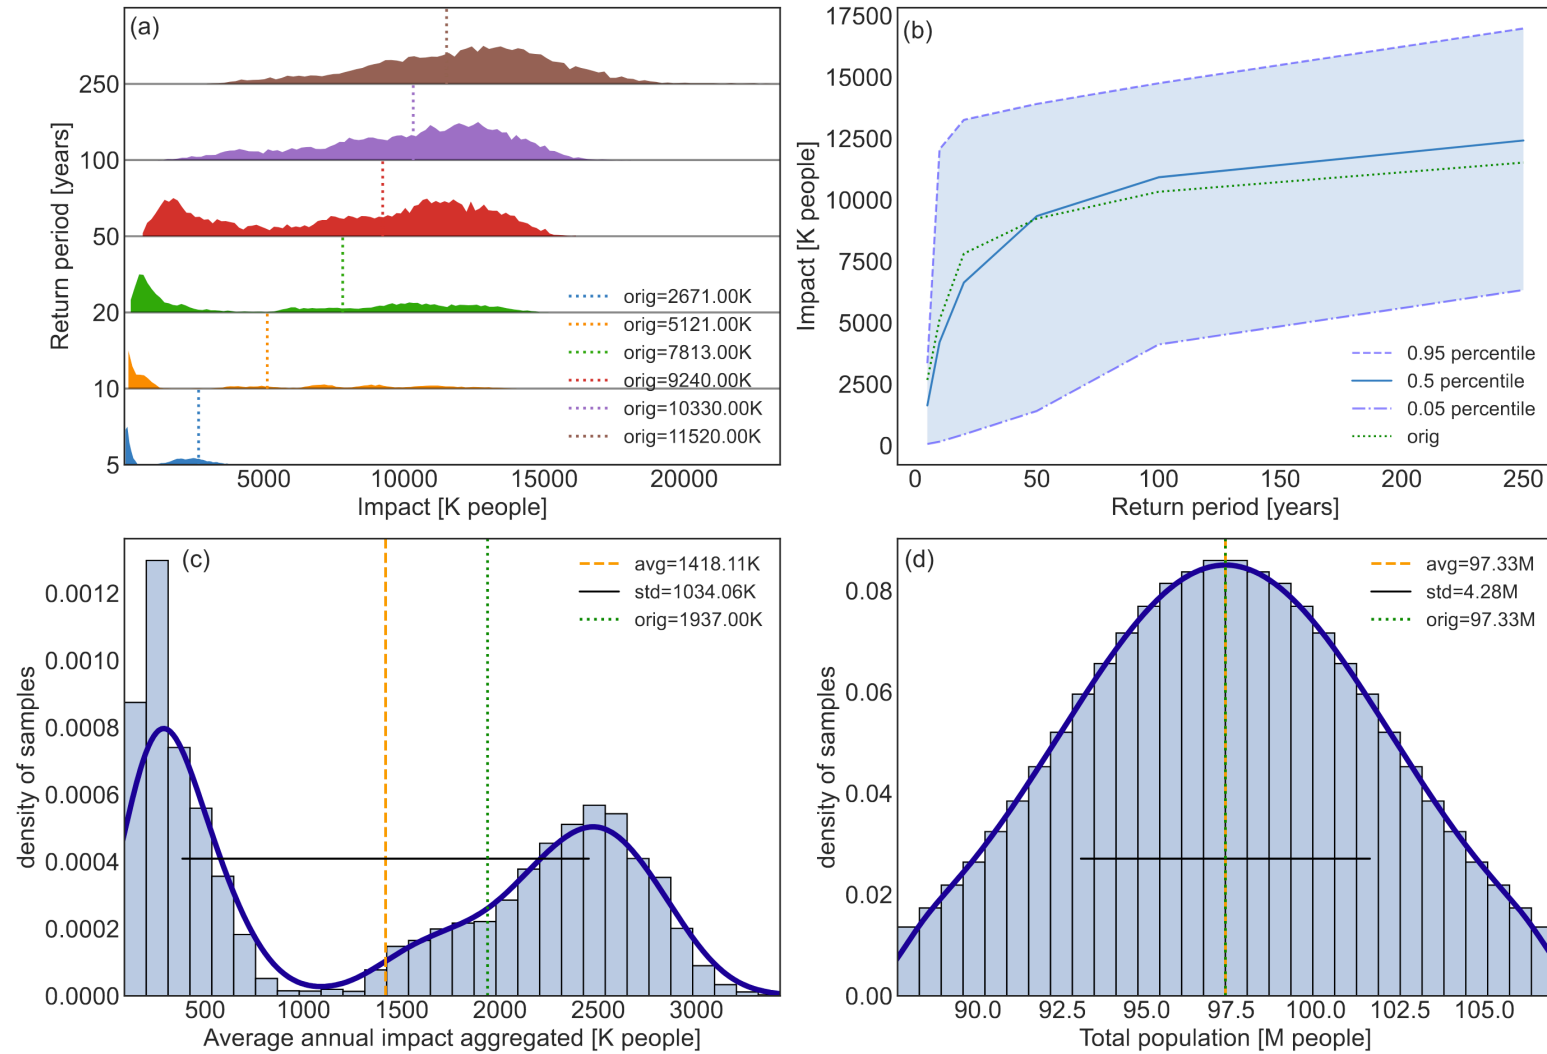 (a)
Return period [years]
250
100
50
20
10
5
orig=2671.00K
orig=5121.00K
orig=7813.00K
orig=9240.00K
orig=10330.00K
orig=11520.00K
5000 10000 15000 20000
Impact [K people]
(b)
Impact [K people]
17500
15000
12500
10000
7500
5000
2500
0
0.95 percentile
0.5 percentile
0.05 percentile
orig
0 50 100 150 200 250
Return period [years]
(c)
density of samples
0.0012
0.0010
0.0008
0.0006
0.0004
0.0002
0.0000
avg=1418.11K
std=1034.06K
orig=1937.00K
500 1000 1500 2000 2500 3000
Average annual impact aggregated [K people]
(d)
density of samples
0.08
0.06
0.04
0.02
0.00
avg=97.33M
std=4.28M
orig=97.33M
90.0 92.5 95.0 97.5 100.0 102.5 105.0
Total population [M people]